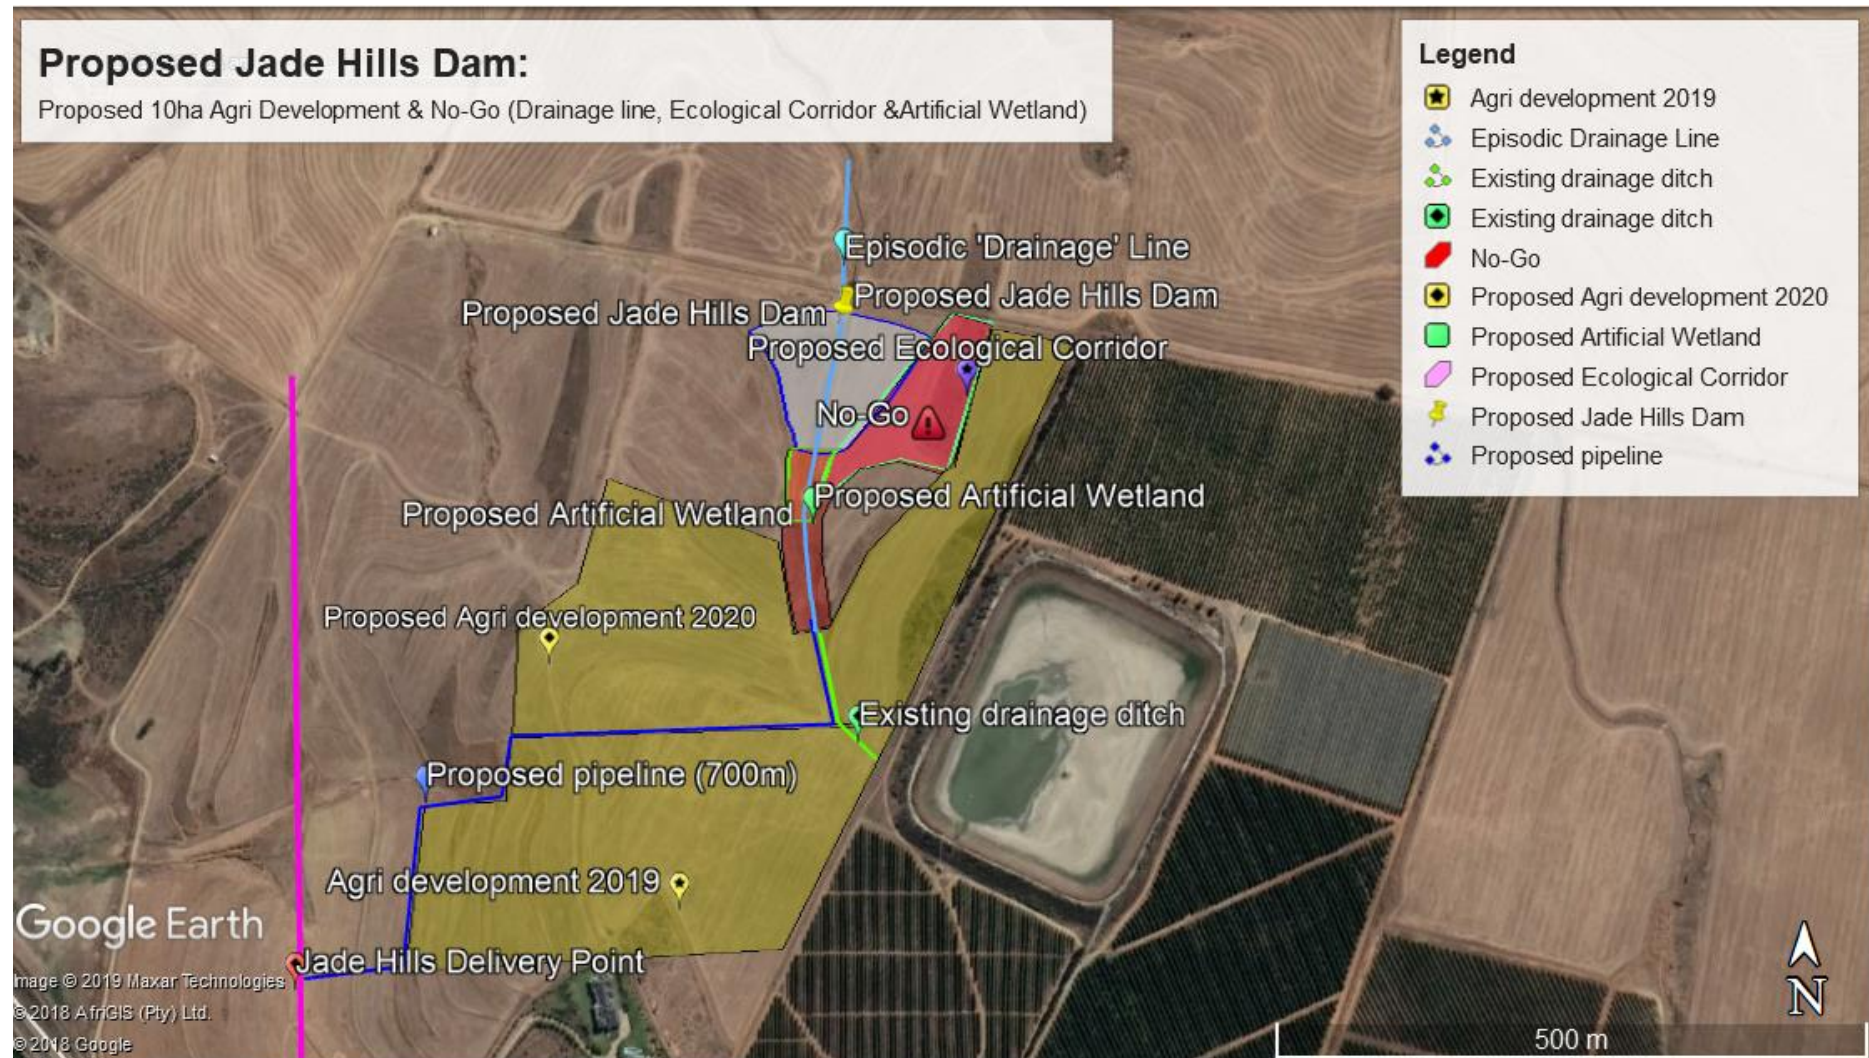 Proposed Jade Hills Dam:
Proposed 10ha Agri Development & No-Go (Drainage line, Ecological Corridor &Artificial Wetland)
Legend
Agri development 2019
Episodic Drainage Line
Existing drainage ditch
Existing drainage ditch
No-Go
Proposed Agri development 2020
Proposed Artificial Wetland
Proposed Ecological Corridor
Proposed Jade Hills Dam
Proposed pipeline
Episodic 'Drainage' Line
Proposed Jade Hills Dam
Proposed Jade Hills Dam
Proposed Ecological Corridor
No-Go
Proposed Artificial Wetland
Proposed Artificial Wetland
Proposed Agri development 2020
Existing drainage ditch
Proposed pipeline (700m)
Agri development 2019
Jade Hills Delivery Point
Google Earth
Image © 2019 Maxar Technologies
© 2018 AfriGIS (Pty) Ltd.
© 2018 Google
N
500 m